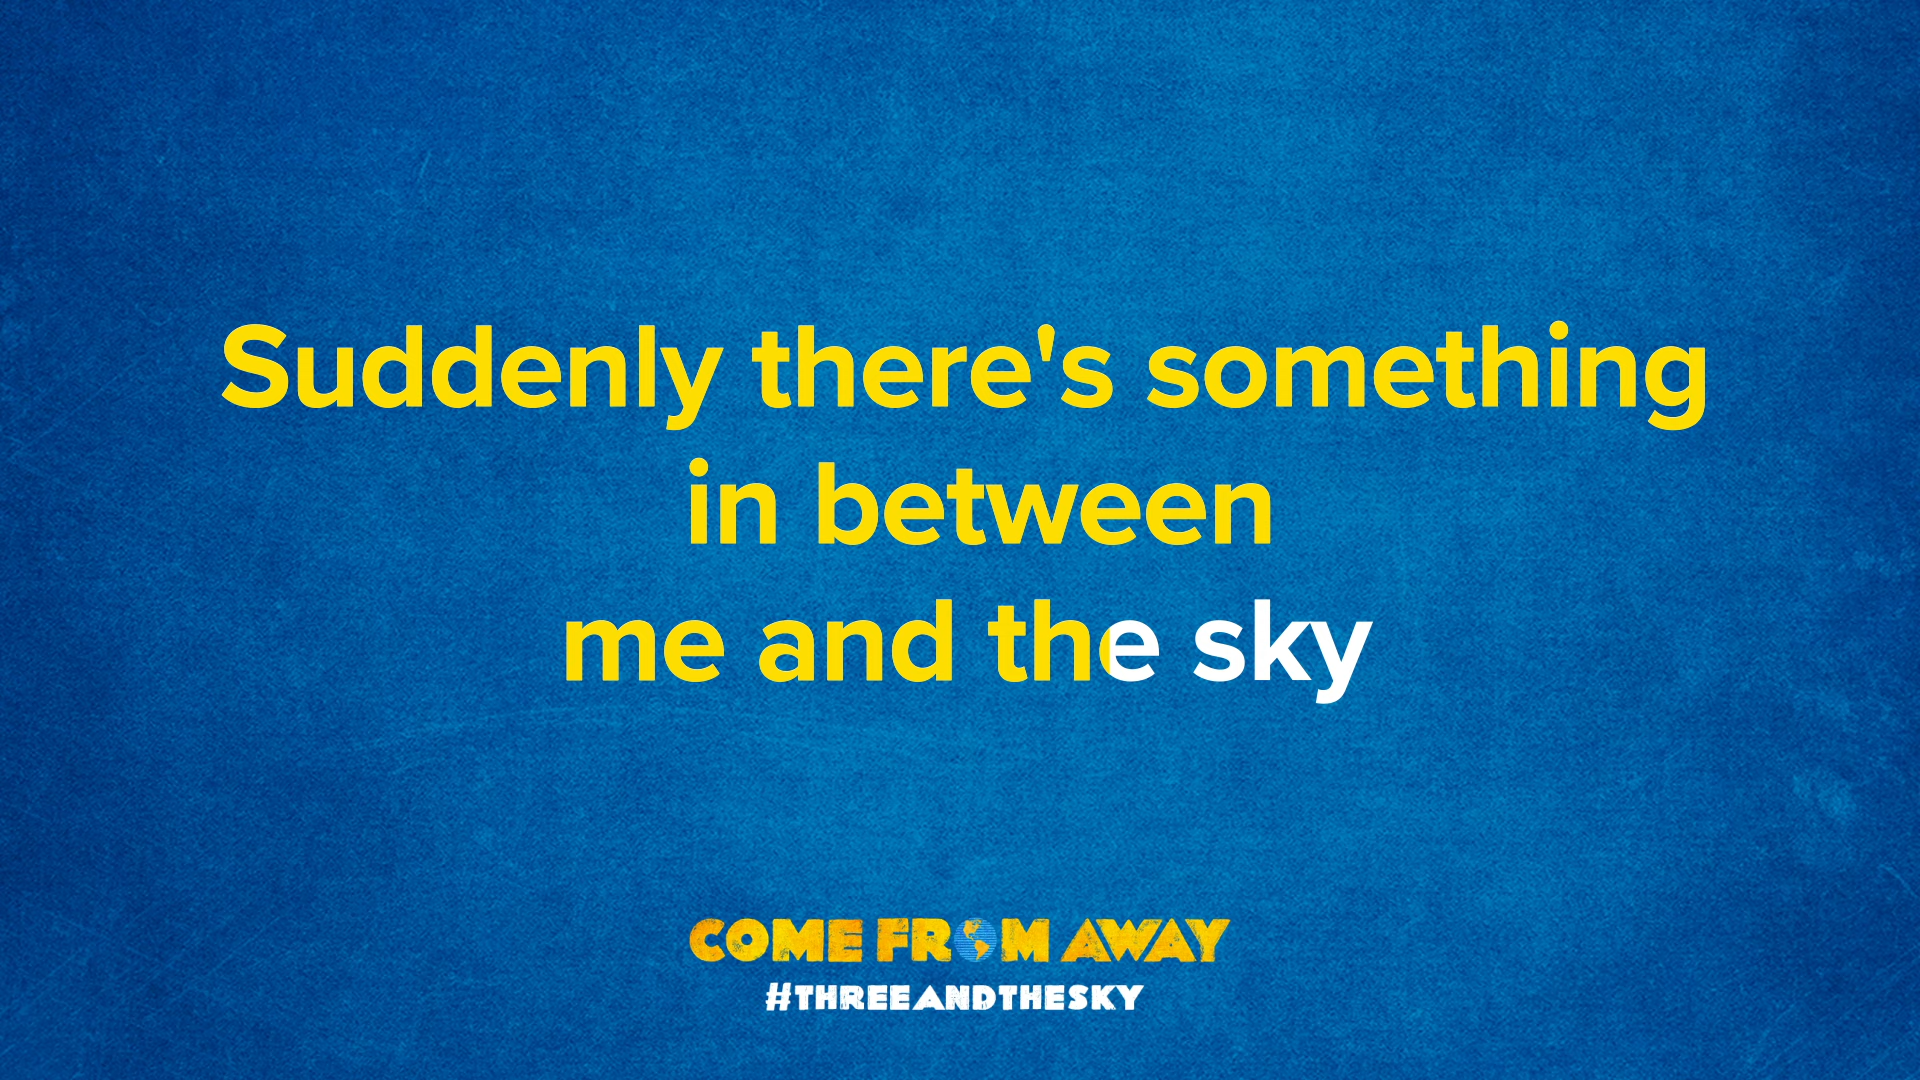 Suddenly there's something
in between
me and the sky
COME FROM AWAY
#THREEANDTHESKY